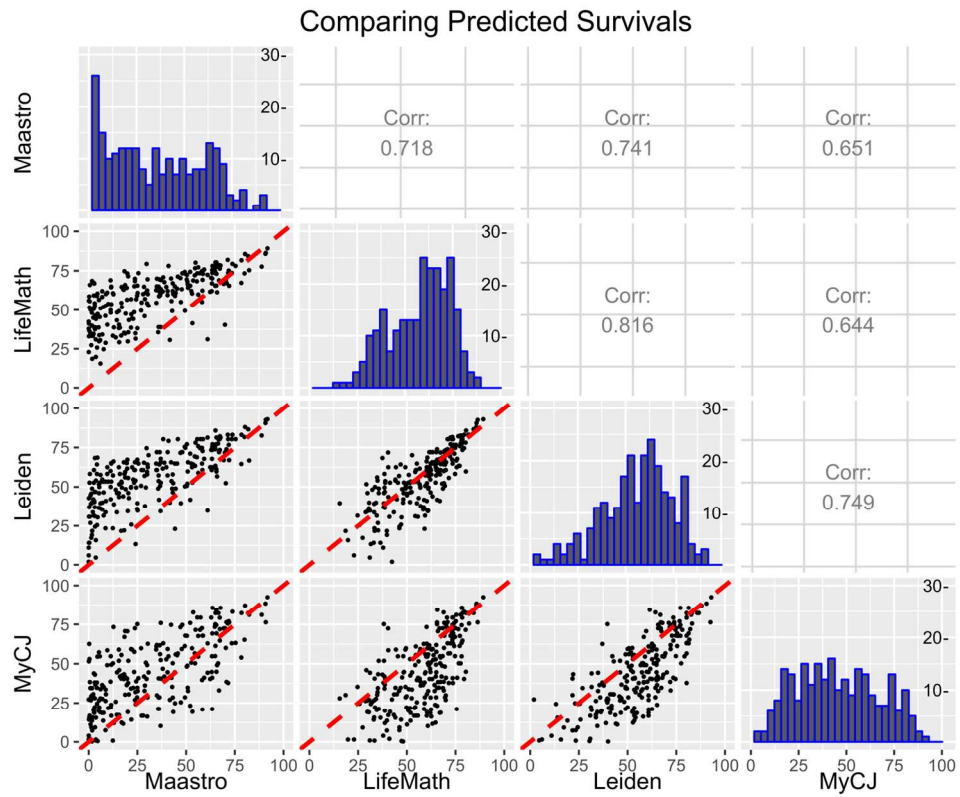 Comparing Predicted Survivals
Maastro
30-
20-
10-
Corr:
0.718
Corr:
0.741
Corr:
0.651
LifeMath
100
75
50
25
0
30-
20-
10-
Corr:
0.816
Corr:
0.644
Leiden
100
75
50
25
0
30-
20-
10-
Corr:
0.749
MyCJ
100
75
50
25
0
30-
20-
10-
0 25 50 75 100 0 25 50 75 100 0 25 50 75 100 0 25 50 75 100
Maastro LifeMath Leiden MyCJ